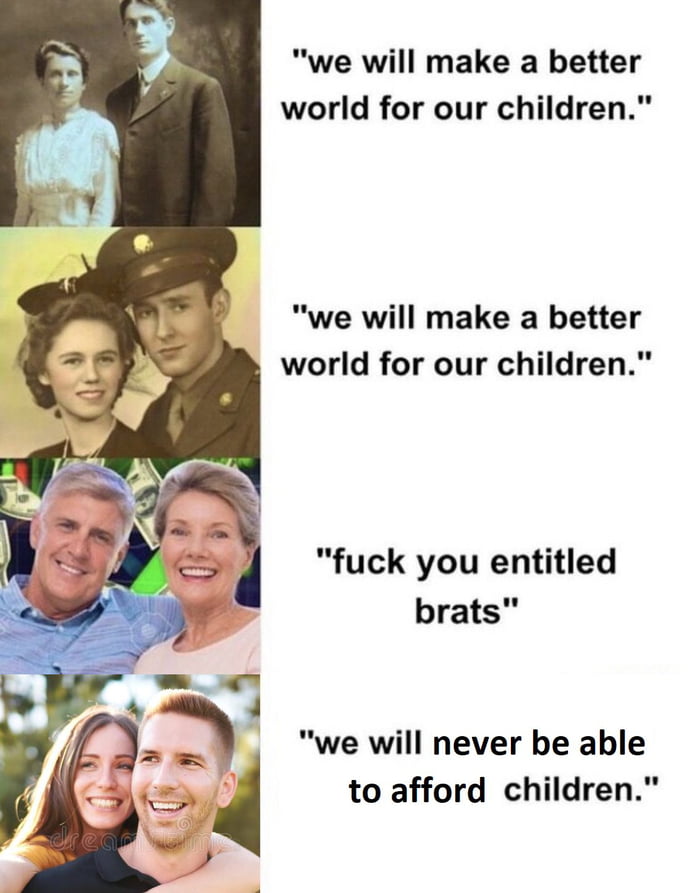 "we will make a better
world for our children."
"we will make a better
world for our children."
"fuck you entitled
brats"
"we will never be able
to afford children."